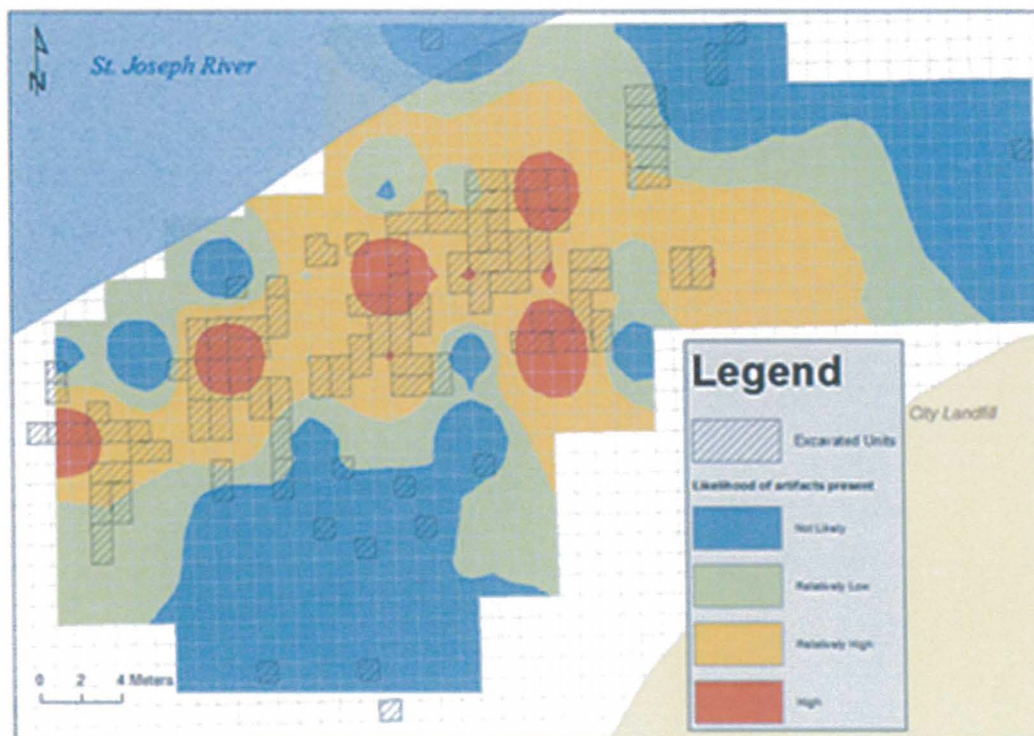 N
St. Joseph River
Legend
City Landfill
Excavated Units
Likelihood of artifacts present
Not Likely
Relatively Low
Relatively High
High
0 2 4 Meters